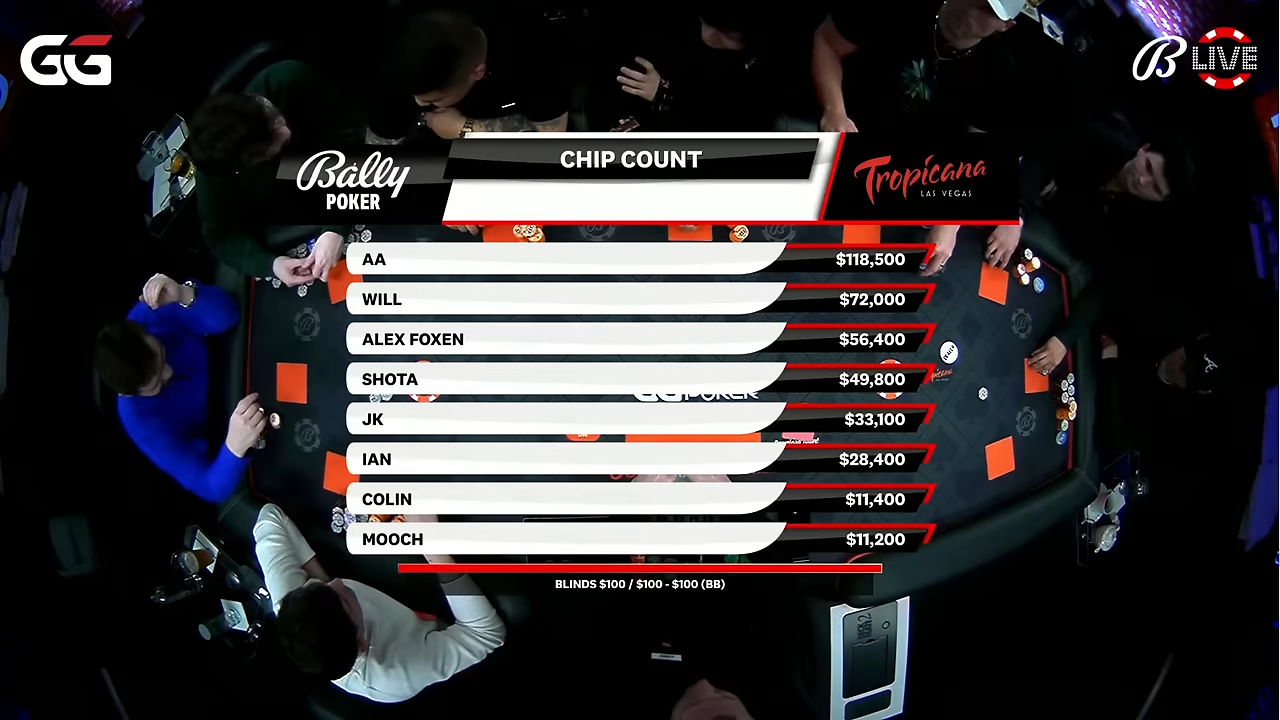 GG
B LIVE
Bally
POKER
CHIP COUNT
Tropicana
LAS VEGAS
AA $118,500
WILL $72,000
ALEX FOXEN $56,400
SHOTA $49,800
JK $33,100
IAN $28,400
COLIN $11,400
MOOCH $11,200
BLINDS $100 / $100 - $100 (BB)